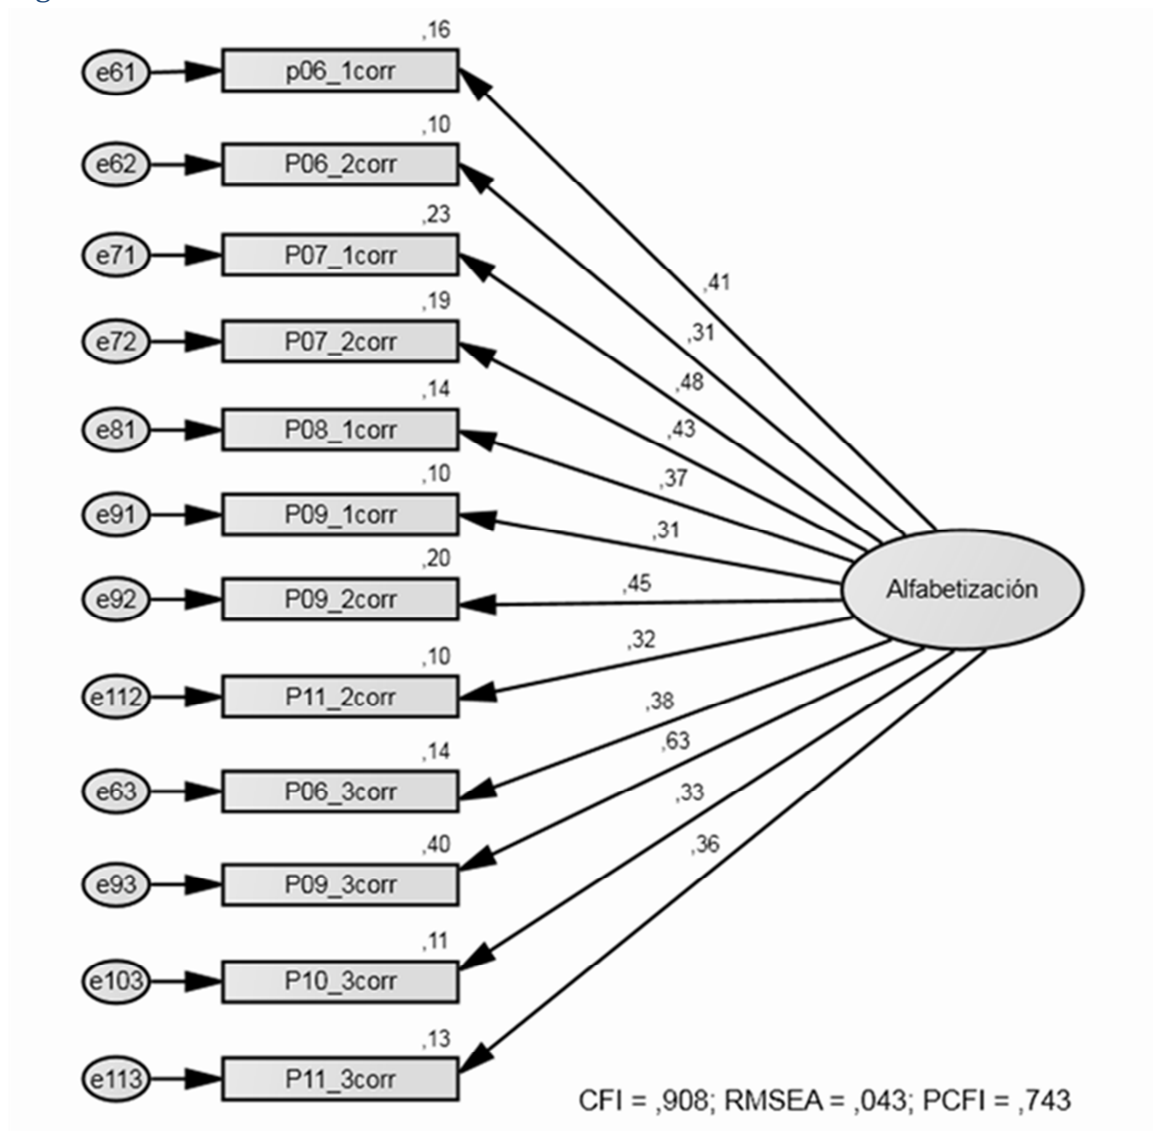 ,16
e61 p06_1corr
,10
e62 P06_2corr
,23
e71 P07_1corr
,41
,19
,31
e72 P07_2corr
,48
,14
e81 P08_1corr
,43
,10
,37
e91 P09_1corr
,31
,20
,45
Alfabetización
e92 P09_2corr
,32
,10
e112 P11_2corr
,38
,63
,14
e63 P06_3corr
,33
,40
,36
e93 P09_3corr
,11
e103 P10_3corr
,13
e113 P11_3corr
CFI = ,908; RMSEA = ,043; PCFI = ,743